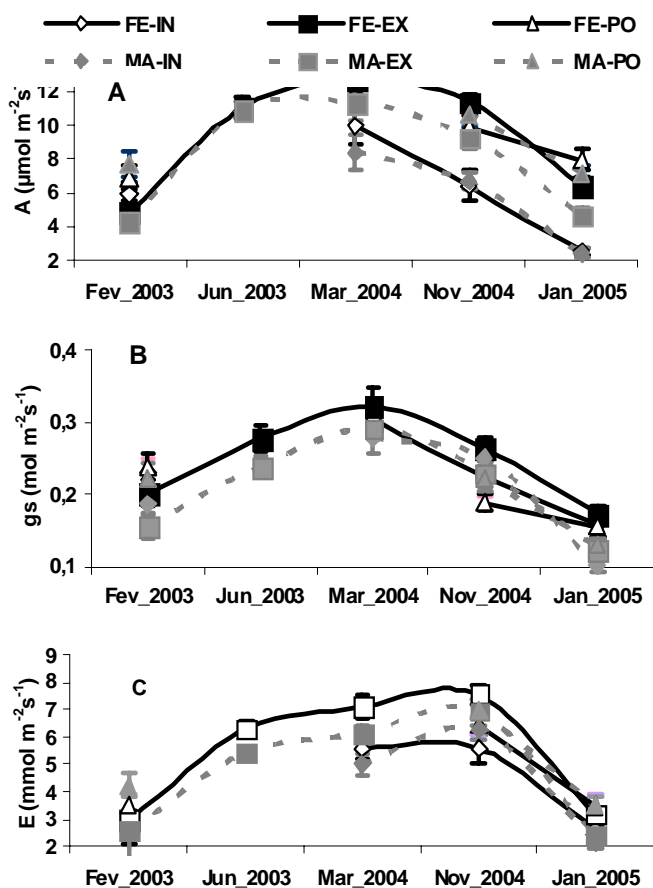 FE-IN FE-EX FE-PO
MA-IN MA-EX MA-PO
A
A (µmol m⁻²s⁻¹)
12
10
8
6
4
2
Fev_2003 Jun_2003 Mar_2004 Nov_2004 Jan_2005
B
gs (mol m⁻²s⁻¹)
0,4
0,3
0,2
0,1
Fev_2003 Jun_2003 Mar_2004 Nov_2004 Jan_2005
C
E (mmol m⁻²s⁻¹)
9
8
7
6
5
4
3
2
Fev_2003 Jun_2003 Mar_2004 Nov_2004 Jan_2005